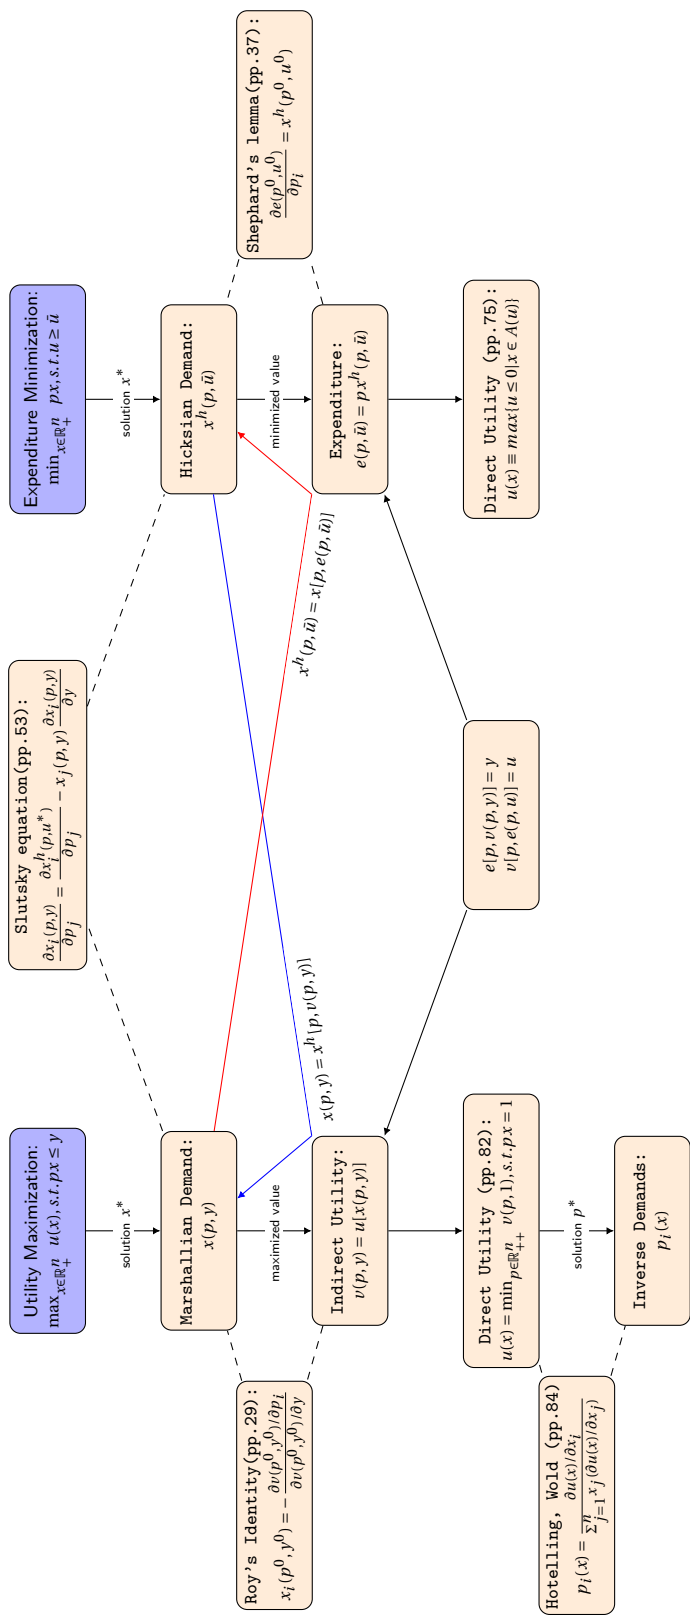 Utility Maximization:
max_{x∈ℝ^n_+} u(x), s.t.px ≤ y
Slutsky equation(pp.53):
∂x_i(p,y)/∂p_j = ∂x_i^h(p,u*)/∂p_j − x_j(p, y) ∂x_i(p,y)/∂y
Expenditure Minimization:
min_{x∈ℝ^n_+} px, s.t.u ≥ ū
solution x*
solution x*
Marshallian Demand:
x(p, y)
Hicksian Demand:
x^h(p, ū)
Roy's Identity(pp.29):
x_i(p^0, y^0) = − (∂v(p^0,y^0)/∂p_i)/(∂v(p^0,y^0)/∂y)
maximized value
minimized value
Shephard's lemma(pp.37):
∂e(p^0,u^0)/∂p_i = x^h(p^0, u^0)
x(p, y) = x^h[p, v(p, y)]
x^h(p, ū) = x[p, e(p, ū)]
Indirect Utility:
v(p, y) = u[x(p, y)]
Expenditure:
e(p, ū) = px^h(p, ū)
Direct Utility (pp.82):
u(x) = min_{p∈ℝ^n_{++}} v(p, 1), s.t.px = 1
e[p, v(p, y)] = y
v[p, e(p, u)] = u
Direct Utility (pp.75):
u(x) ≡ max{u ≤ 0|x ∈ A(u)}
Hotelling, Wold (pp.84)
p_i(x) = (∂u(x)/∂x_i)/(Σ^n_{j=1} x_j(∂u(x)/∂x_j))
solution p*
Inverse Demands:
p_i(x)